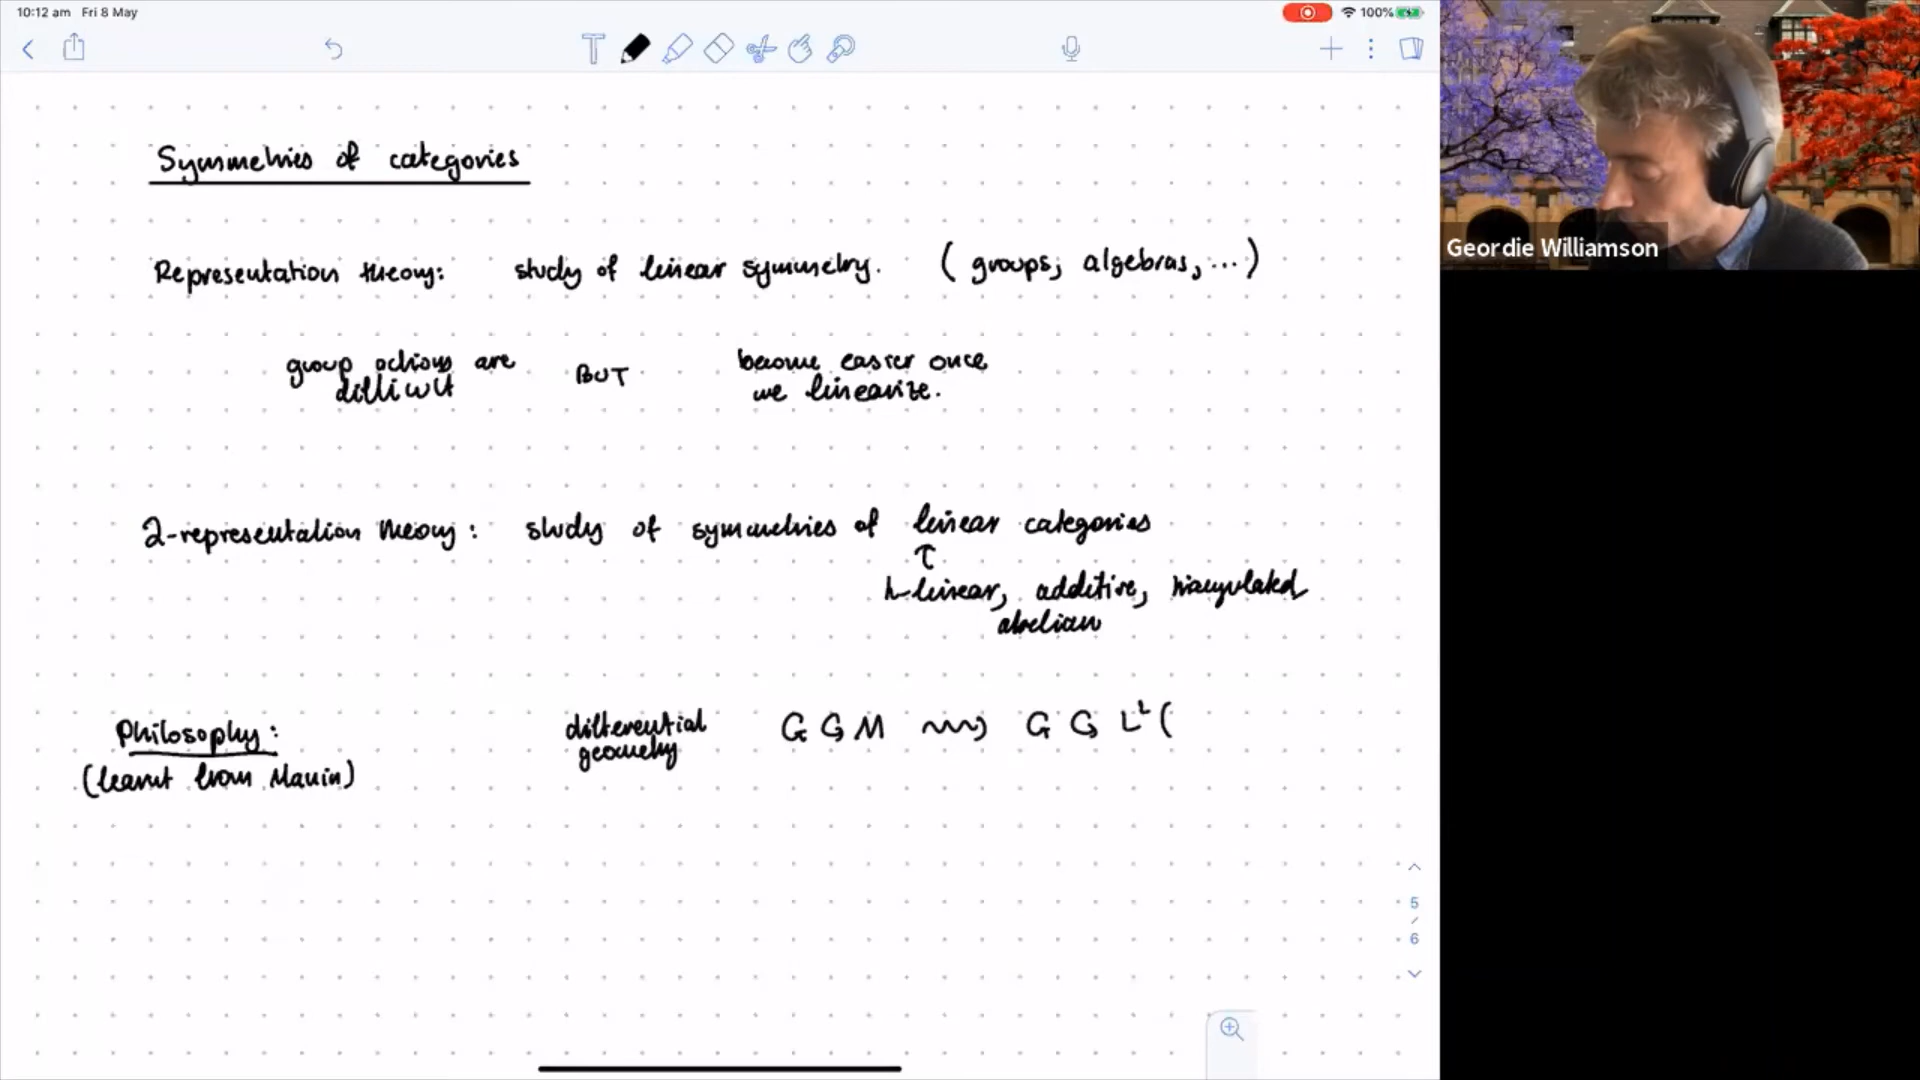 10:12 am Fri 8 May
100%
Geordie Williamson
Symmetries of categories
Representation theory: study of linear symmetry. (groups, algebras, ...)
group actions are difficult BUT become easier once we linearize.
2-representation theory: study of symmetries of linear categories
↑
k-linear, additive, triangulated
abelian
Philosophy:
(learnt from Manin)
differential geometry G ↺ M ⇝ G ↺ L²(
5
/
6